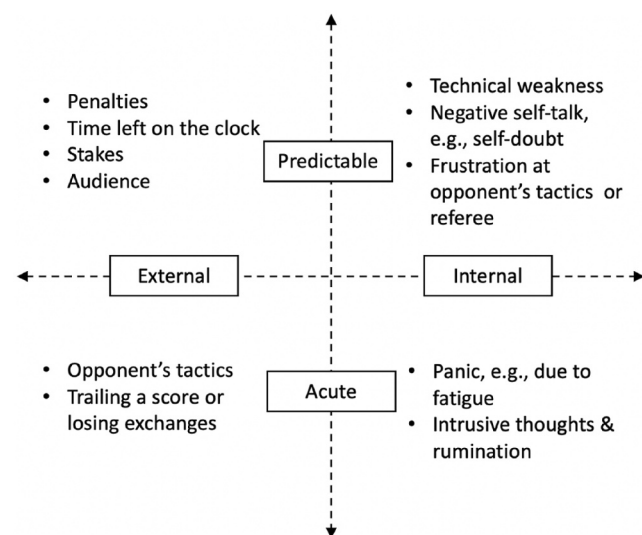 • Penalties
• Time left on the clock
• Stakes
• Audience
Predictable
• Technical weakness
• Negative self-talk,
e.g., self-doubt
• Frustration at
opponent’s tactics or
referee
External
Internal
• Opponent’s tactics
• Trailing a score or
losing exchanges
Acute
• Panic, e.g., due to
fatigue
• Intrusive thoughts &
rumination